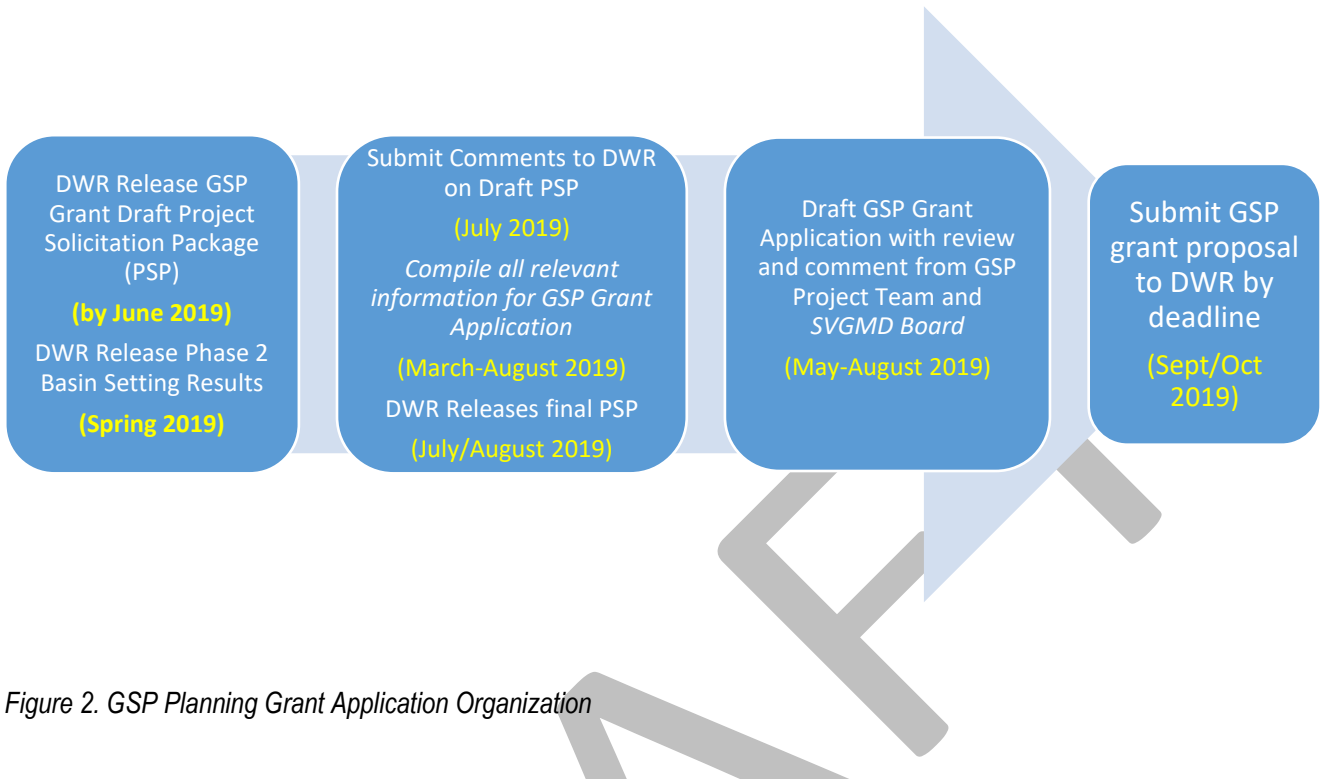 DWR Release GSP
Grant Draft Project
Solicitation Package
(PSP)
(by June 2019)
DWR Release Phase 2
Basin Setting Results
(Spring 2019)
Submit Comments to DWR
on Draft PSP
(July 2019)
Compile all relevant
information for GSP Grant
Application
(March-August 2019)
DWR Releases final PSP
(July/August 2019)
Draft GSP Grant
Application with review
and comment from GSP
Project Team and
SVGMD Board
(May-August 2019)
Submit GSP
grant proposal
to DWR by
deadline
(Sept/Oct
2019)
Figure 2. GSP Planning Grant Application Organization